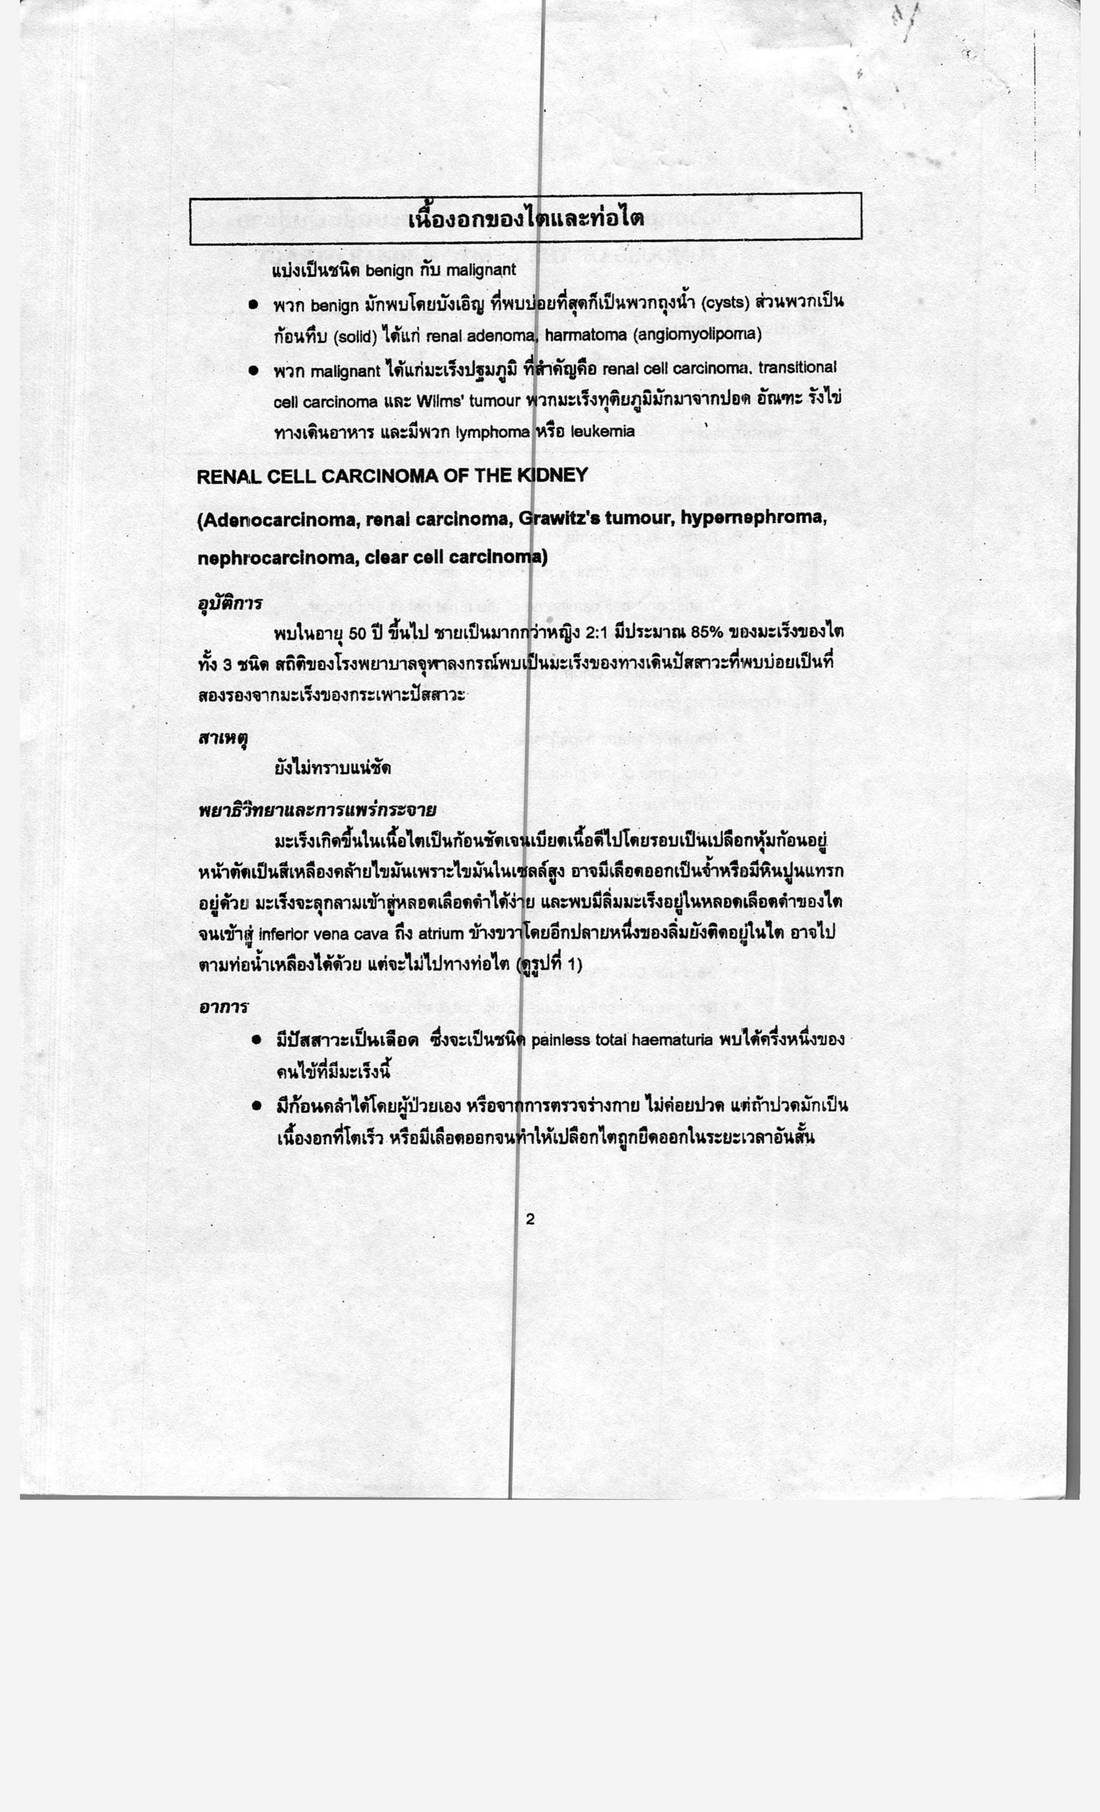 เนื้องอกของไตและท่อไต
แบ่งเป็นชนิด benign กับ malignant
● พวก benign มักพบโดยบังเอิญ ที่พบบ่อยที่สุดก็เป็นพวกถุงน้ำ (cysts) ส่วนพวกเป็น
ก้อนทึบ (solid) ได้แก่ renal adenoma, harmatoma (angiomyolipoma)
● พวก malignant ได้แก่มะเร็งปฐมภูมิ ที่สำคัญคือ renal cell carcinoma, transitional
cell carcinoma และ Wilms' tumour พวกมะเร็งทุติยภูมิมักมาจากปอด อัณฑะ รังไข่
ทางเดินอาหาร และมีพวก lymphoma หรือ leukemia
RENAL CELL CARCINOMA OF THE KIDNEY
(Adenocarcinoma, renal carcinoma, Grawitz's tumour, hypernephroma,
nephrocarcinoma, clear cell carcinoma)
อุบัติการ
พบในอายุ 50 ปี ขึ้นไป ชายเป็นมากกว่าหญิง 2:1 มีประมาณ 85% ของมะเร็งของไต
ทั้ง 3 ชนิด สถิติของโรงพยาบาลจุฬาลงกรณ์พบเป็นมะเร็งของทางเดินปัสสาวะที่พบบ่อยเป็นที่
สองรองจากมะเร็งของกระเพาะปัสสาวะ
สาเหตุ
ยังไม่ทราบแน่ชัด
พยาธิวิทยาและการแพร่กระจาย
มะเร็งเกิดขึ้นในเนื้อไตเป็นก้อนชัดเจนเบียดเนื้อดีไปโดยรอบเป็นเปลือกหุ้มก้อนอยู่
หน้าตัดเป็นสีเหลืองคล้ายไขมันเพราะไขมันในเซลล์สูง อาจมีเลือดออกเป็นจ้ำหรือมีหินปูนแทรก
อยู่ด้วย มะเร็งจะลุกลามเข้าสู่หลอดเลือดดำได้ง่าย และพบมีลิ่มมะเร็งอยู่ในหลอดเลือดดำของไต
จนเข้าสู่ inferior vena cava ถึง atrium ข้างขวาโดยอีกปลายหนึ่งของลิ่มยังติดอยู่ในไต อาจไป
ตามท่อน้ำเหลืองได้ด้วย แต่จะไม่ไปทางท่อไต (ดูรูปที่ 1)
อาการ
● มีปัสสาวะเป็นเลือด ซึ่งจะเป็นชนิด painless total haematuria พบได้ครึ่งหนึ่งของ
คนไข้ที่มีมะเร็งนี้
● มีก้อนคลำได้โดยผู้ป่วยเอง หรือจากการตรวจร่างกาย ไม่ค่อยปวด แต่ถ้าปวดมักเป็น
เนื้องอกที่โตเร็ว หรือมีเลือดออกจนทำให้เปลือกไตถูกยืดออกในระยะเวลาอันสั้น
2